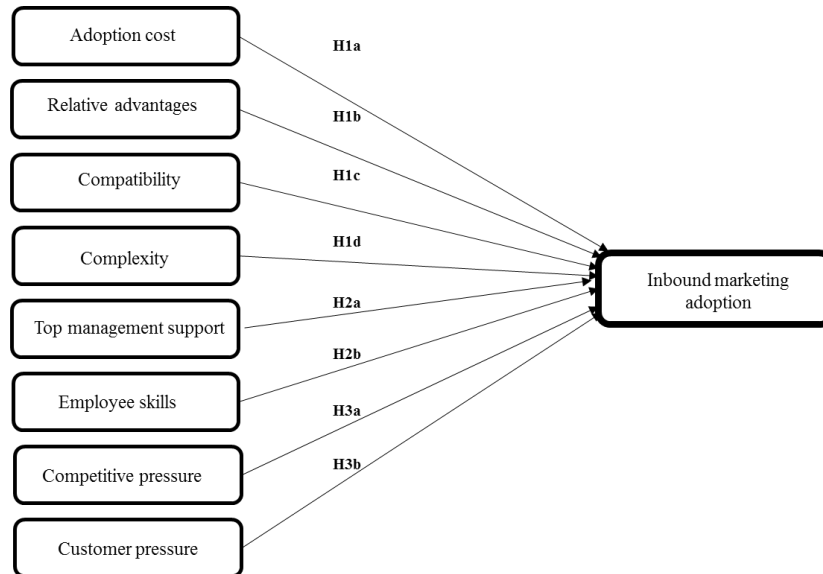 Adoption cost
H1a
Relative advantages
H1b
Compatibility
H1c
Complexity
H1d
Top management support
H2a
Employee skills
H2b
Competitive pressure
H3a
Customer pressure
H3b
Inbound marketing
adoption